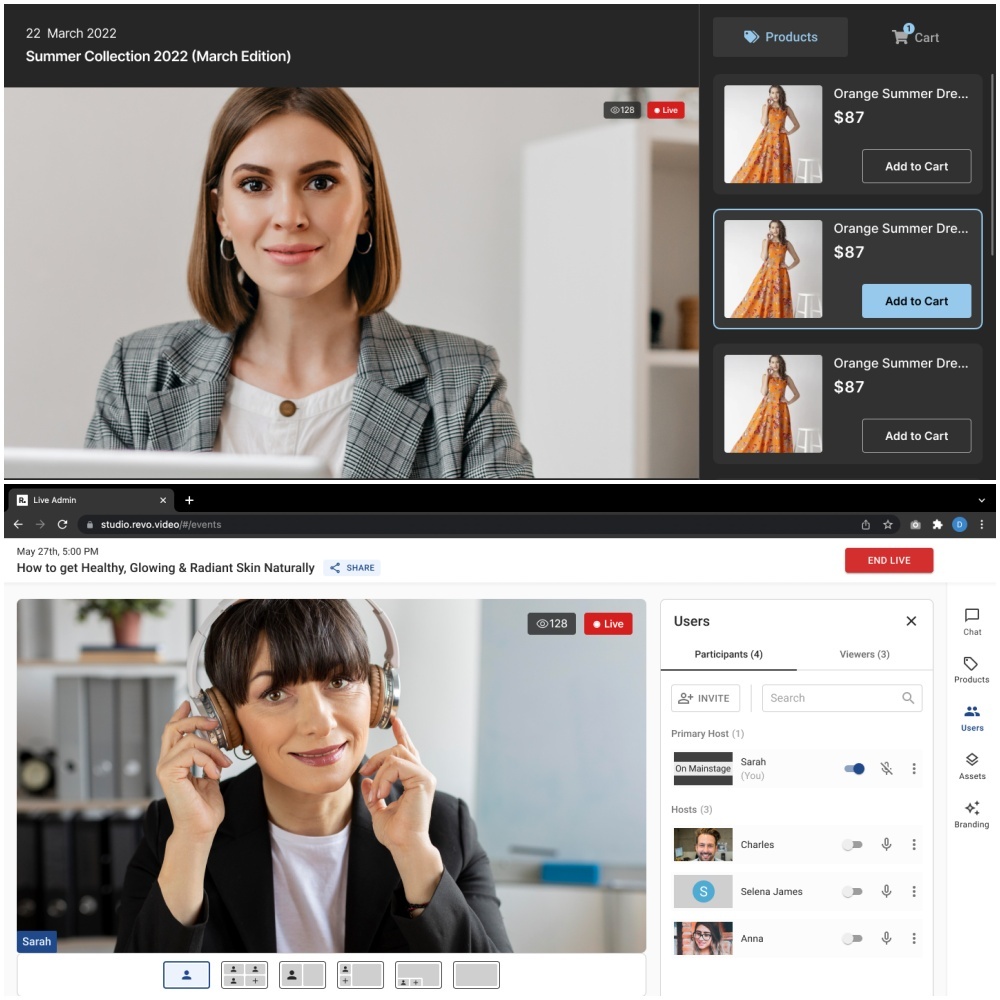 22 March 2022
Summer Collection 2022 (March Edition)
128
Live
Products
1
Cart
Orange Summer Dre...
$87
Add to Cart
Orange Summer Dre...
$87
Add to Cart
Orange Summer Dre...
$87
Add to Cart
R.
Live Admin
studio.revo.video/#/events
D
May 27th, 5:00 PM
How to get Healthy, Glowing & Radiant Skin Naturally
SHARE
END LIVE
128
Live
Sarah
Users
Participants (4)
Viewers (3)
INVITE
Search
Primary Host (1)
On Mainstage
Sarah
(You)
Hosts (3)
Charles
S
Selena James
Anna
Chat
Products
Users
Assets
Branding